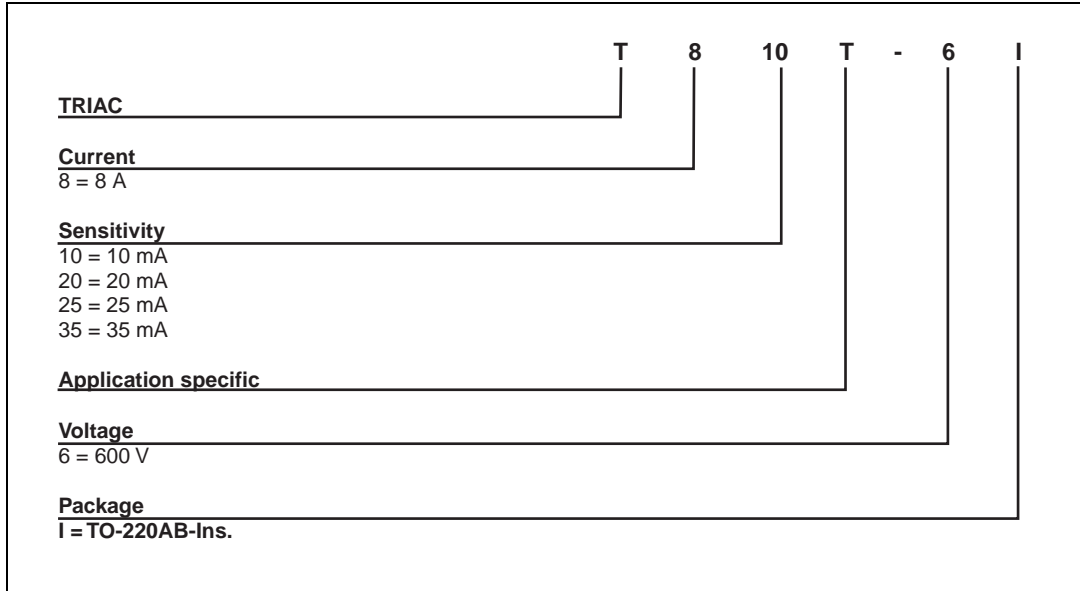 T 8 10 T - 6 I
TRIAC
Current
8 = 8 A
Sensitivity
10 = 10 mA
20 = 20 mA
25 = 25 mA
35 = 35 mA
Application specific
Voltage
6 = 600 V
Package
I = TO-220AB-Ins.